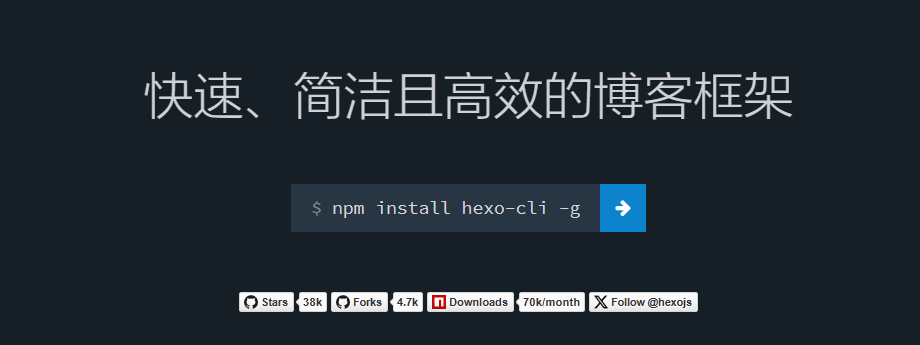 快速、简洁且高效的博客框架
$ npm install hexo-cli -g
Stars 38k Forks 4.7k Downloads 70k/month Follow @hexojs